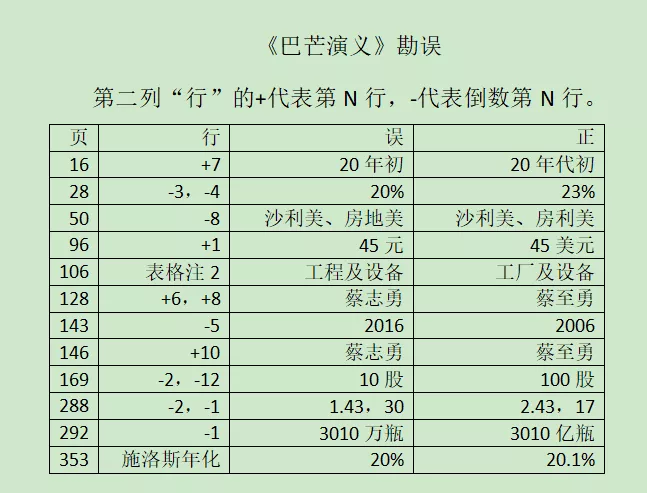 《巴芒演义》勘误
第二列“行”的+代表第 N 行，-代表倒数第 N 行。
页 行 误 正
16 +7 20 年初 20 年代初
28 -3，-4 20% 23%
50 -8 沙利美、房地美 沙利美、房利美
96 +1 45 元 45 美元
106 表格注 2 工程及设备 工厂及设备
128 +6，+8 蔡志勇 蔡至勇
143 -5 2016 2006
146 +10 蔡志勇 蔡至勇
169 -2，-12 10 股 100 股
288 -2，-1 1.43，30 2.43，17
292 -1 3010 万瓶 3010 亿瓶
353 施洛斯年化 20% 20.1%